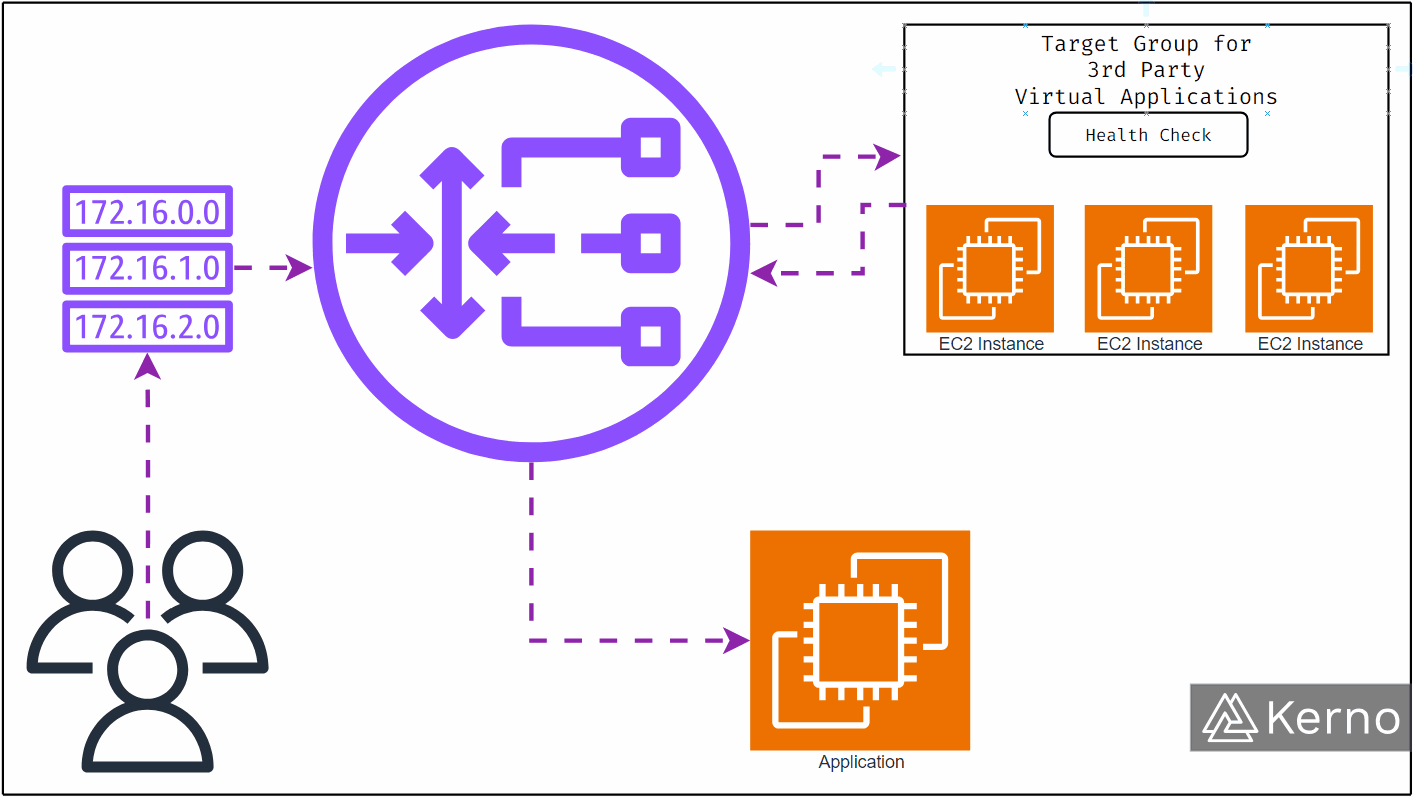 Target Group for
3rd Party
Virtual Applications
Health Check
172.16.0.0
172.16.1.0
172.16.2.0
EC2 Instance
EC2 Instance
EC2 Instance
Application
Kerno